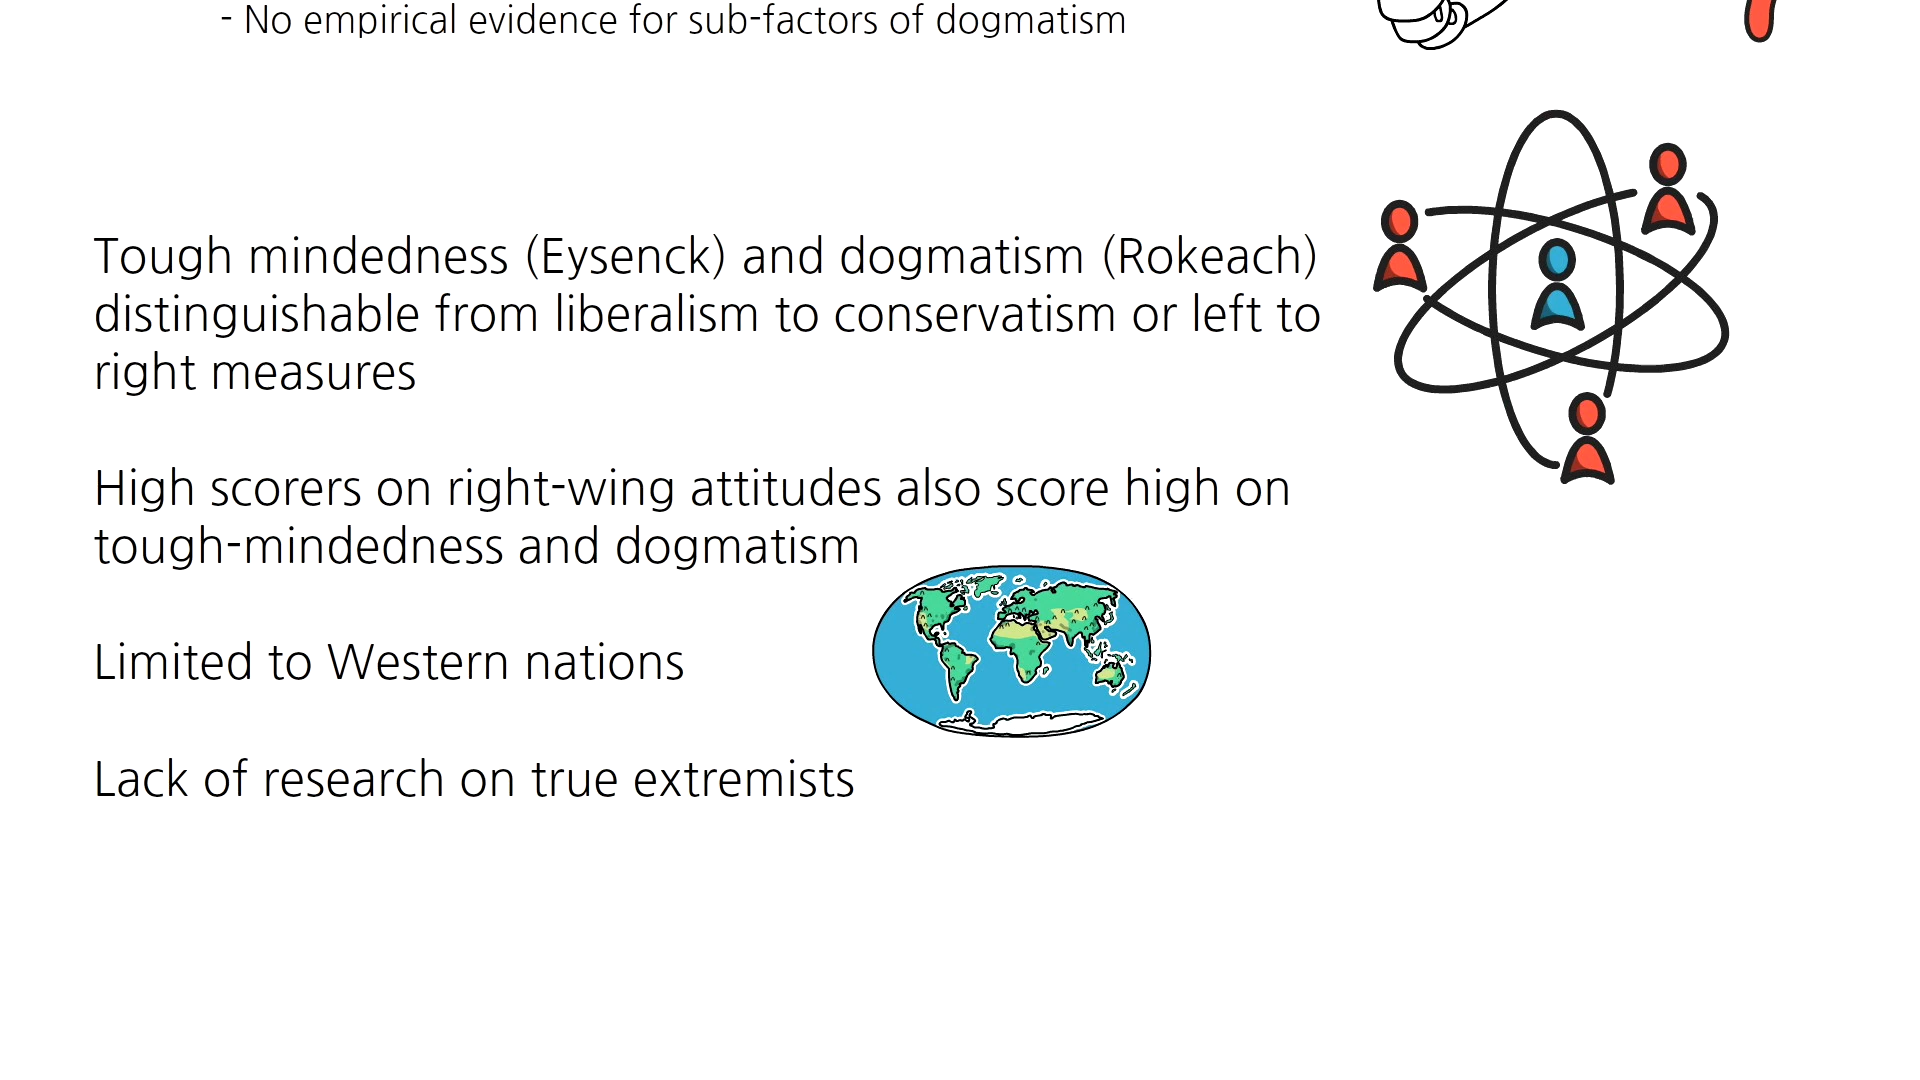 - No empirical evidence for sub-factors of dogmatism
Tough mindedness (Eysenck) and dogmatism (Rokeach)
distinguishable from liberalism to conservatism or left to
right measures
High scorers on right-wing attitudes also score high on
tough-mindedness and dogmatism
Limited to Western nations
Lack of research on true extremists